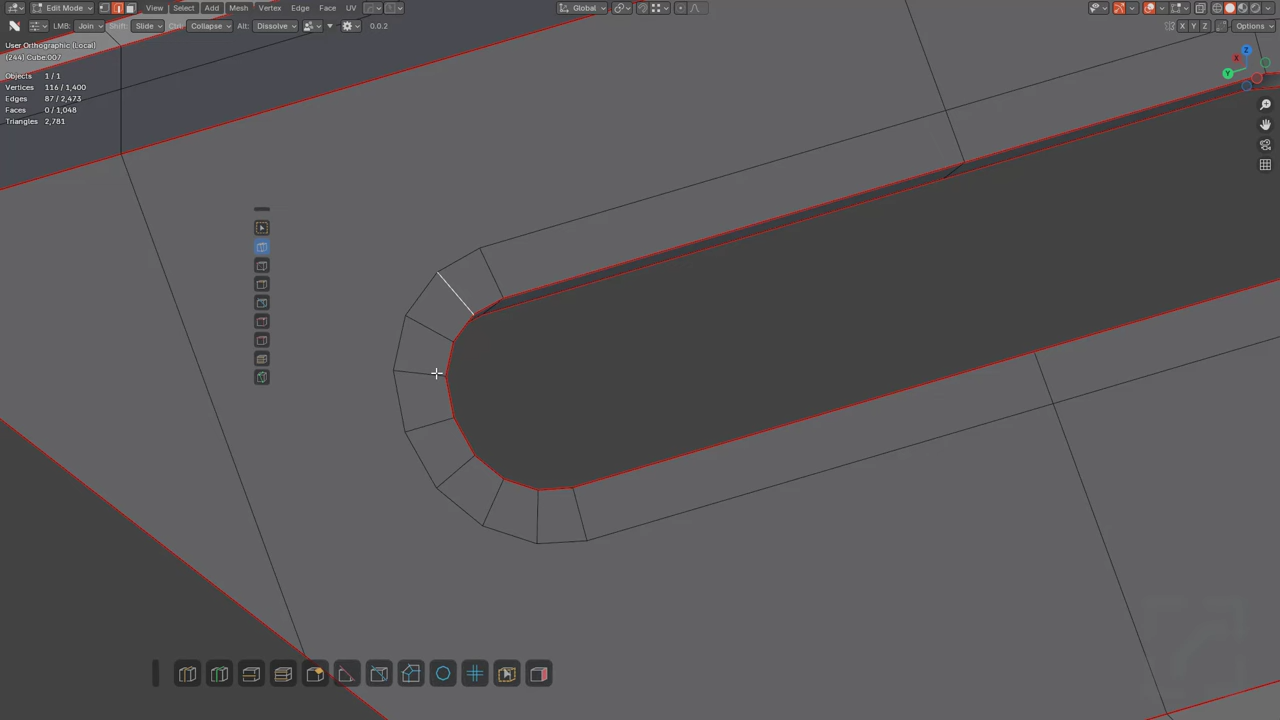 Edit Mode View Select Add Mesh Vertex Edge Face UV Global
LMB: Join Shift: Slide Ctrl: Collapse Alt: Dissolve 0.0.2 X Y Z Options
User Orthographic (Local)
(244) Cube.007
Objects 1 / 1
Vertices 116 / 1,400
Edges 87 / 2,473
Faces 0 / 1,048
Triangles 2,781
Z
X
Y